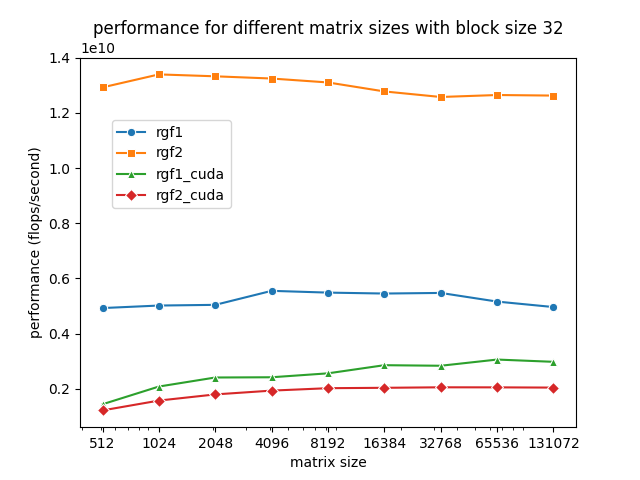 performance for different matrix sizes with block size 32
1e10
1.4
1.2
1.0
0.8
0.6
0.4
0.2
performance (flops/second)
rgf1
rgf2
rgf1_cuda
rgf2_cuda
512 1024 2048 4096 8192 16384 32768 65536 131072
matrix size